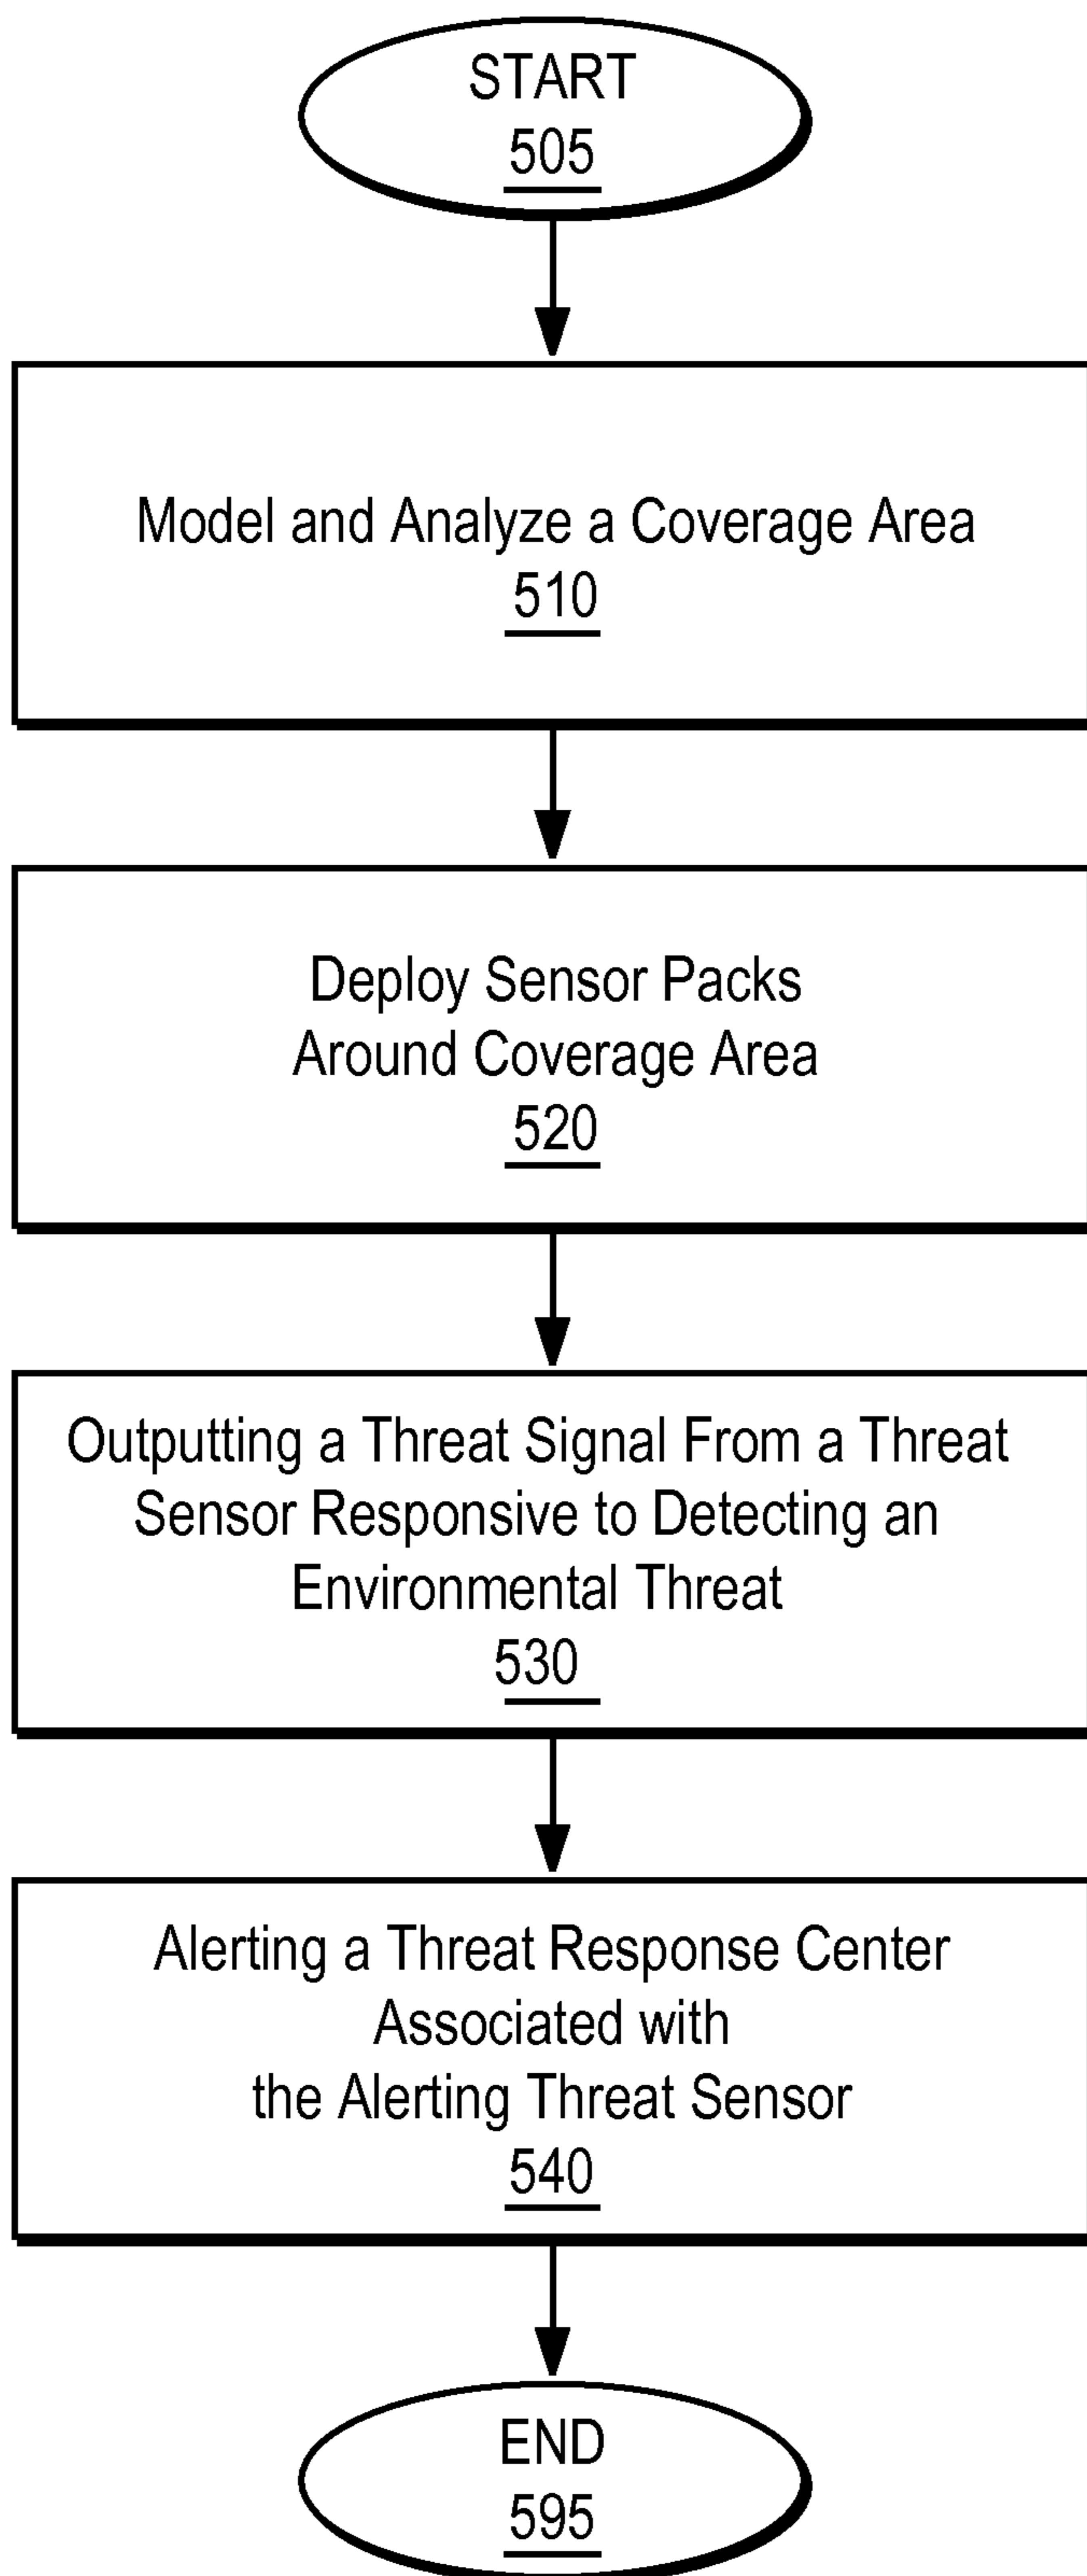 START
505
Model and Analyze a Coverage Area
510
Deploy Sensor Packs
Around Coverage Area
520
Outputting a Threat Signal From a Threat
Sensor Responsive to Detecting an
Environmental Threat
530
Alerting a Threat Response Center
Associated with
the Alerting Threat Sensor
540
END
595